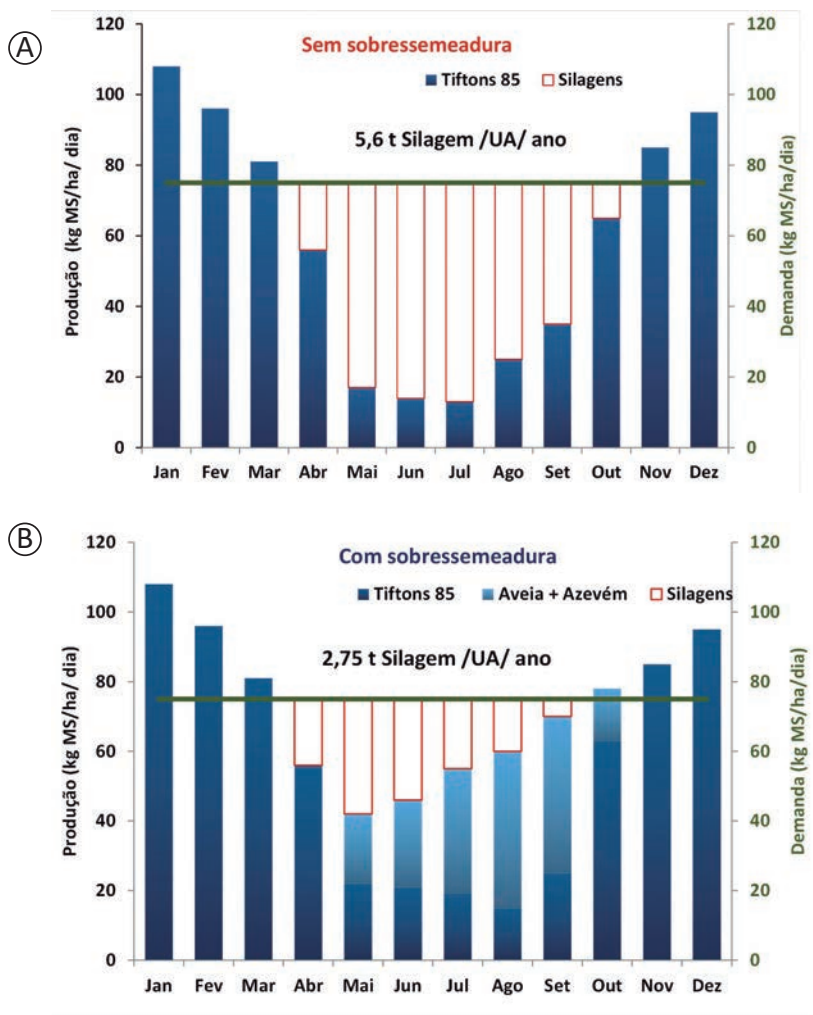 A
Sem sobressemeadura
Tiftons 85 Silagens
5,6 t Silagem /UA/ ano
Produção (kg MS/ha/ dia)
120
100
80
60
40
20
0
Demanda (kg MS/ha/dia)
120
100
80
60
40
20
0
Jan Fev Mar Abr Mai Jun Jul Ago Set Out Nov Dez
B
Com sobressemeadura
Tiftons 85 Aveia + Azevém Silagens
2,75 t Silagem /UA/ ano
Produção (kg MS/ha/ dia)
120
100
80
60
40
20
0
Demanda (kg MS/ha/dia)
120
100
80
60
40
20
0
Jan Fev Mar Abr Mai Jun Jul Ago Set Out Nov Dez